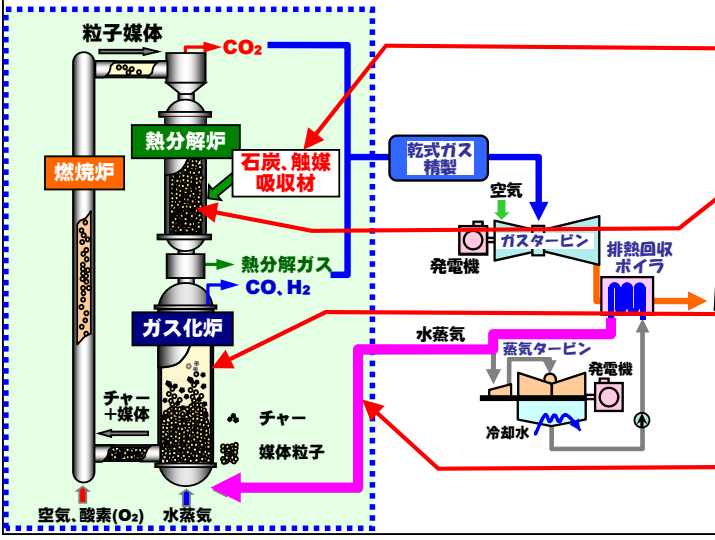 粒子媒体
CO₂
熱分解炉
石炭、触媒
吸収材
燃焼炉
乾式ガス
精製
空気
ガスタービン
発電機
排熱回収
ボイラ
熱分解ガス
CO、H₂
ガス化炉
水蒸気
蒸気タービン
発電機
冷却水
チャー
+媒体
チャー
媒体粒子
空気、酸素(O₂)
水蒸気